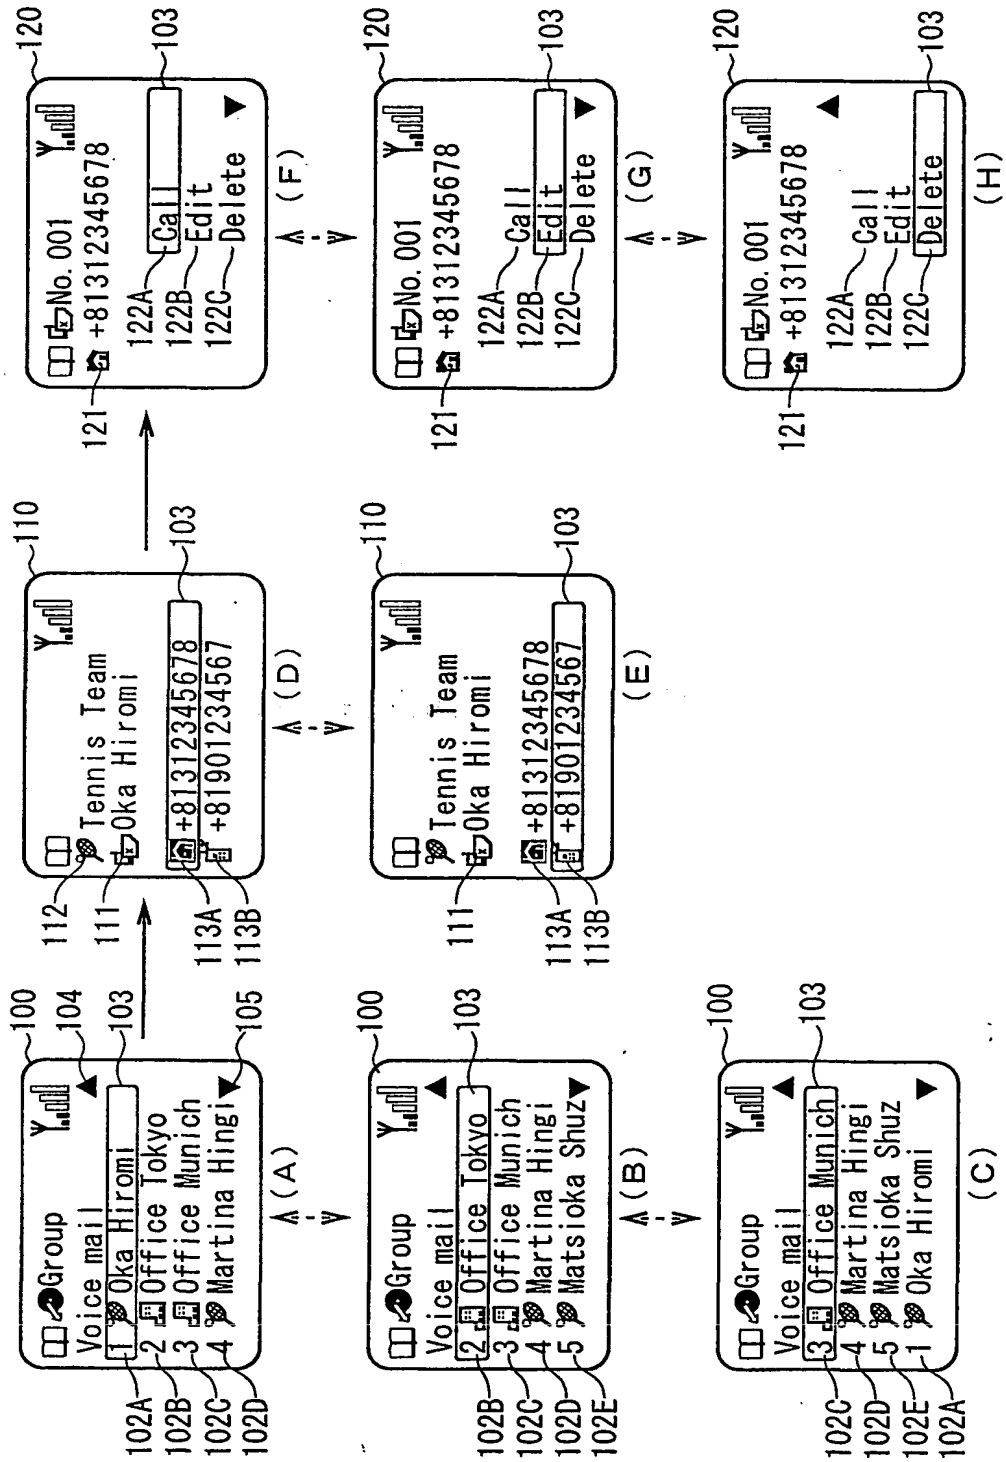 Group
Voice mail
1 Oka Hiromi
2 Office Tokyo
3 Office Munich
4 Martina Hingi
100
104
103
105
102A
102B
102C
102D
(A)
Group
Voice mail
2 Office Tokyo
3 Office Munich
4 Martina Hingi
5 Matsioka Shuz
100
103
102B
102C
102D
102E
(B)
Group
Voice mail
3 Office Munich
4 Martina Hingi
5 Matsioka Shuz
1 Oka Hiromi
100
103
102C
102D
102E
102A
(C)
Tennis Team
Oka Hiromi
+81312345678
+81901234567
110
103
112
111
113A
113B
(D)
Tennis Team
Oka Hiromi
+81312345678
+81901234567
110
103
111
113A
113B
(E)
No. 001
+81312345678
Call
Edit
Delete
120
103
121
122A
122B
122C
(F)
No. 001
+81312345678
Call
Edit
Delete
120
103
121
122A
122B
122C
(G)
No. 001
+81312345678
Call
Edit
Delete
120
103
121
122A
122B
122C
(H)